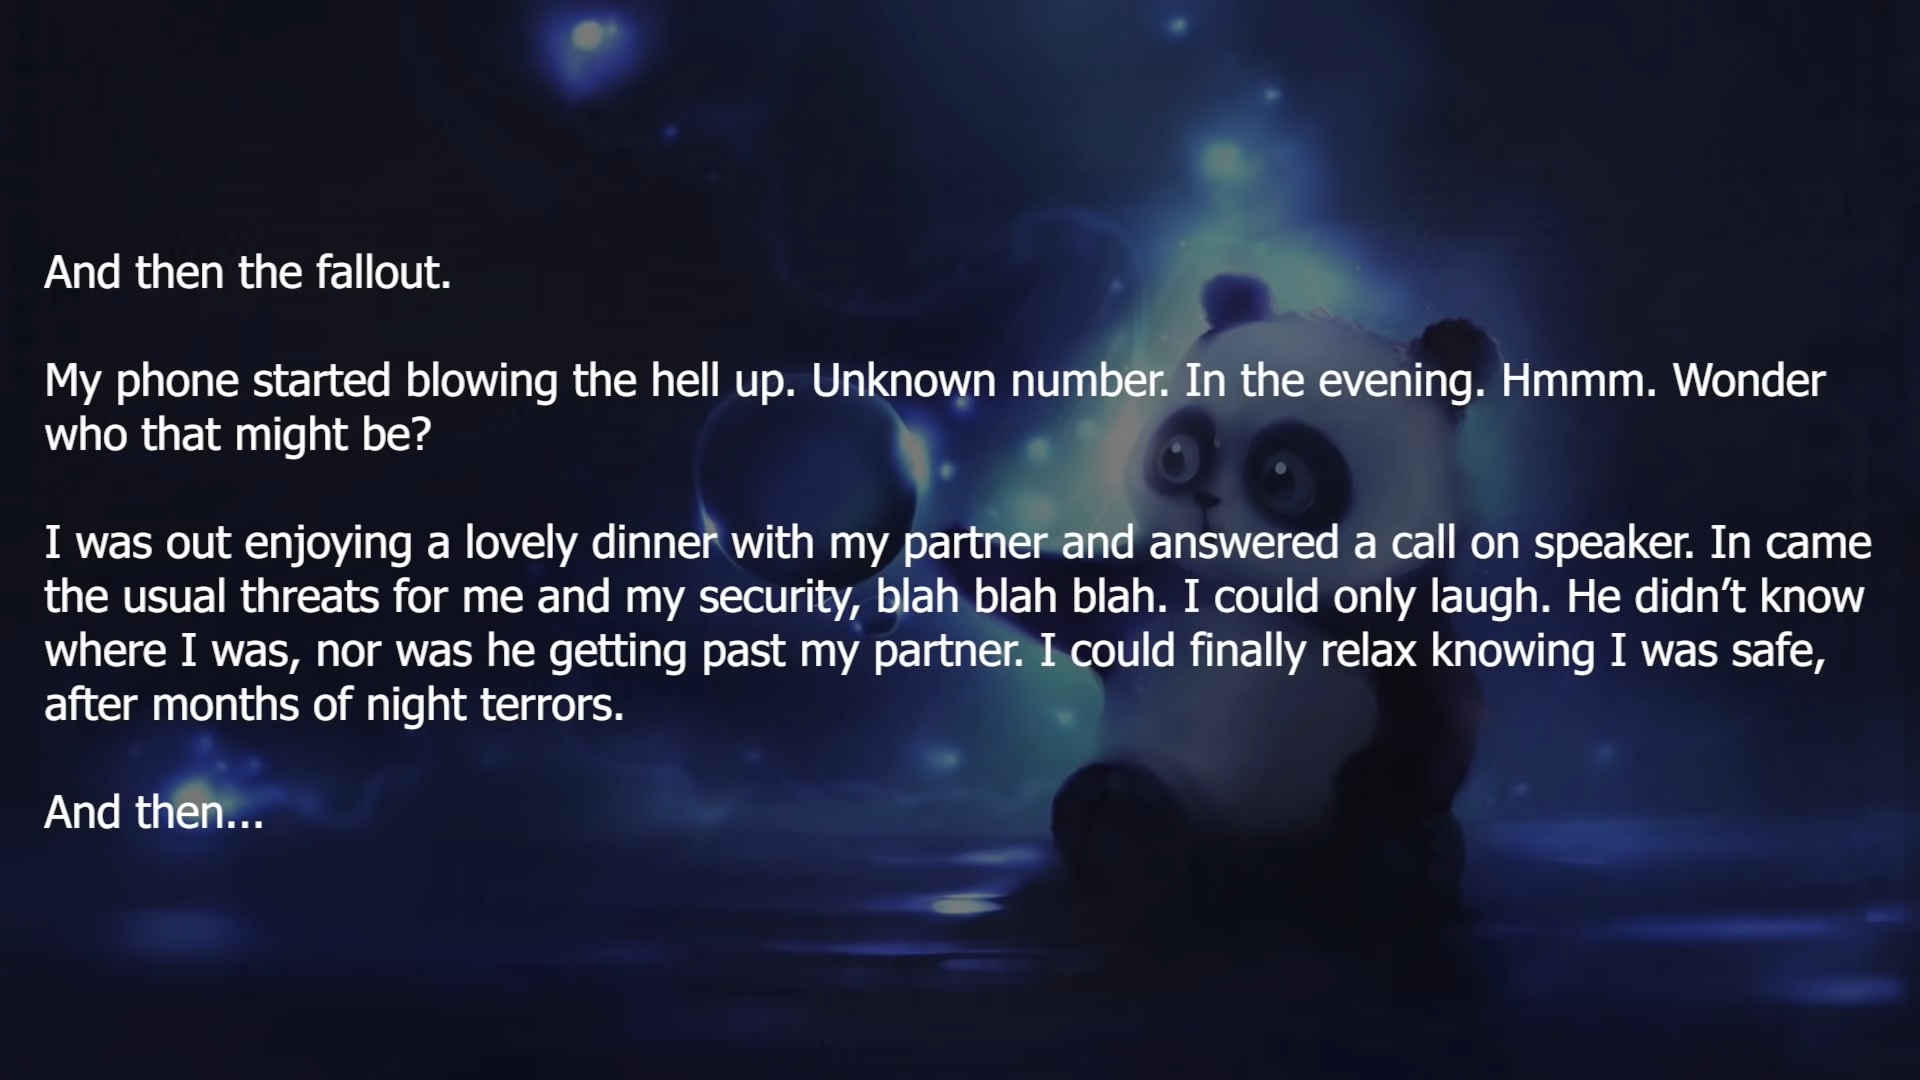 And then the fallout.
My phone started blowing the hell up. Unknown number. In the evening. Hmmm. Wonder
who that might be?
I was out enjoying a lovely dinner with my partner and answered a call on speaker. In came
the usual threats for me and my security, blah blah blah. I could only laugh. He didn’t know
where I was, nor was he getting past my partner. I could finally relax knowing I was safe,
after months of night terrors.
And then...